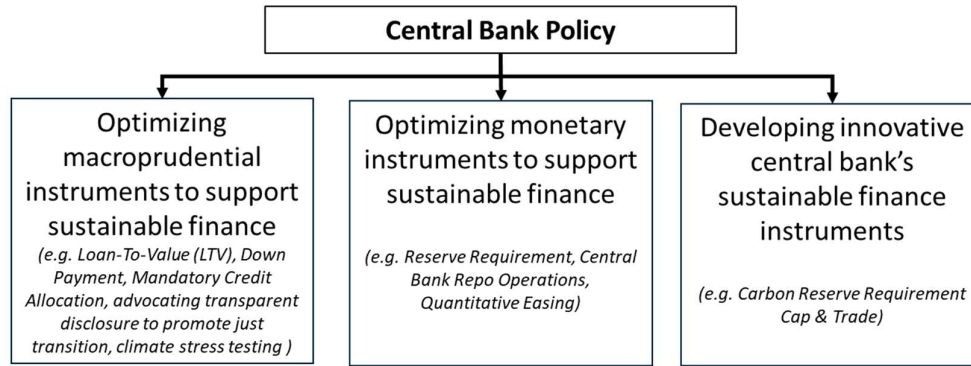 Central Bank Policy
Optimizing
macroprudential
instruments to support
sustainable finance
(e.g. Loan-To-Value (LTV), Down
Payment, Mandatory Credit
Allocation, advocating transparent
disclosure to promote just
transition, climate stress testing )
Optimizing monetary
instruments to support
sustainable finance
(e.g. Reserve Requirement, Central
Bank Repo Operations,
Quantitative Easing)
Developing innovative
central bank's
sustainable finance
instruments
(e.g. Carbon Reserve Requirement
Cap & Trade)